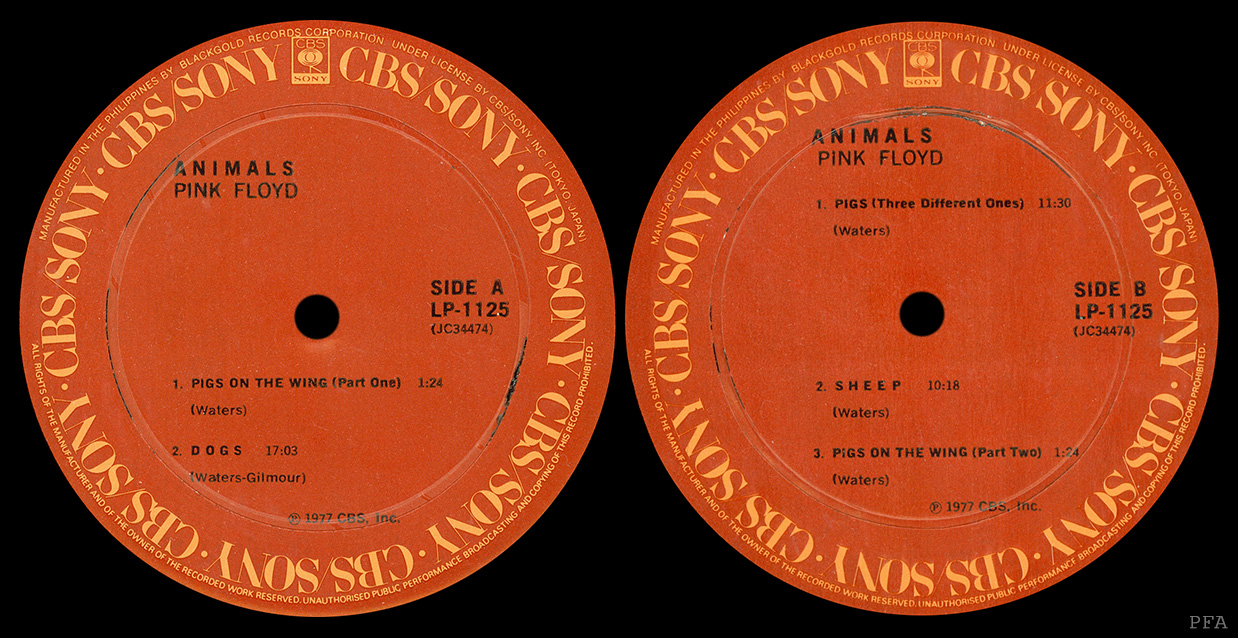 MANUFACTURED IN THE PHILIPPINES BY BLACKGOLD RECORDS CORPORATION, UNDER LICENSE BY CBS/SONY, INC. (TOKYO, JAPAN)
CBS/SONY CBS/SONY · CBS/SONY · CBS/SONY · CBS/SONY · CBS/SONY · CBS/SONY · CBS/SONY
CBS
SONY
ANIMALS
PINK FLOYD
SIDE A
LP-1125
(JC34474)
1. PIGS ON THE WING (Part One) 1:24
(Waters)
2. DOGS 17:03
(Waters-Gilmour)
℗ 1977 CBS, Inc.
ALL RIGHTS OF THE MANUFACTURER AND OF THE OWNER OF THE RECORDED WORK RESERVED. UNAUTHORISED PUBLIC PERFORMANCE BROADCASTING AND COPYING OF THIS RECORD PROHIBITED.
MANUFACTURED IN THE PHILIPPINES BY BLACKGOLD RECORDS CORPORATION, UNDER LICENSE BY CBS/SONY, INC. (TOKYO, JAPAN)
CBS/SONY CBS SONY · CBS/SONY · CBS/SONY · CBS/SONY · CBS/SONY · CBS/SONY · CBS SONY
CBS
SONY
ANIMALS
PINK FLOYD
1. PIGS (Three Different Ones) 11:30
(Waters)
SIDE B
LP-1125
(JC34474)
2. SHEEP 10:18
(Waters)
3. PIGS ON THE WING (Part Two) 1:24
(Waters)
℗ 1977 CBS, Inc.
ALL RIGHTS OF THE MANUFACTURER AND OF THE OWNER OF THE RECORDED WORK RESERVED. UNAUTHORISED PUBLIC PERFORMANCE BROADCASTING AND COPYING OF THIS RECORD PROHIBITED.
PFA